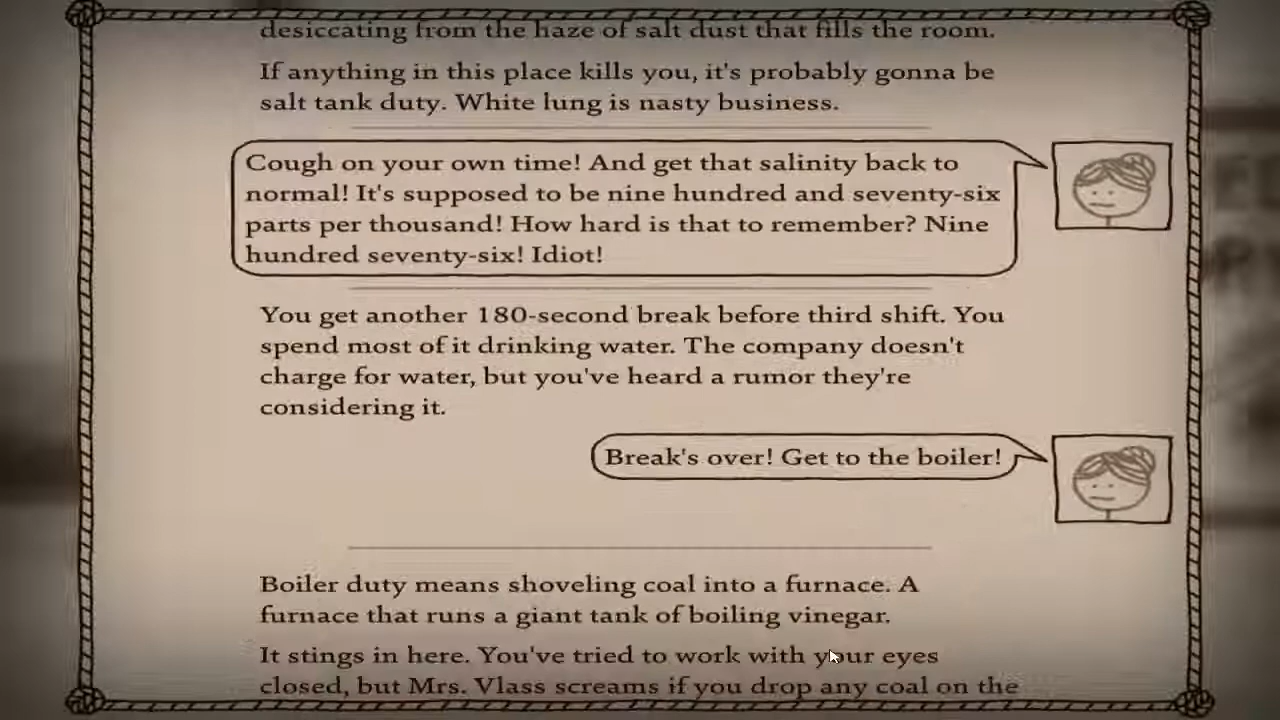 desiccating from the haze of salt dust that fills the room.
If anything in this place kills you, it's probably gonna be
salt tank duty. White lung is nasty business.
Cough on your own time! And get that salinity back to
normal! It's supposed to be nine hundred and seventy-six
parts per thousand! How hard is that to remember? Nine
hundred seventy-six! Idiot!
You get another 180-second break before third shift. You
spend most of it drinking water. The company doesn't
charge for water, but you've heard a rumor they're
considering it.
Break's over! Get to the boiler!
Boiler duty means shoveling coal into a furnace. A
furnace that runs a giant tank of boiling vinegar.
It stings in here. You've tried to work with your eyes
closed, but Mrs. Vlass screams if you drop any coal on the